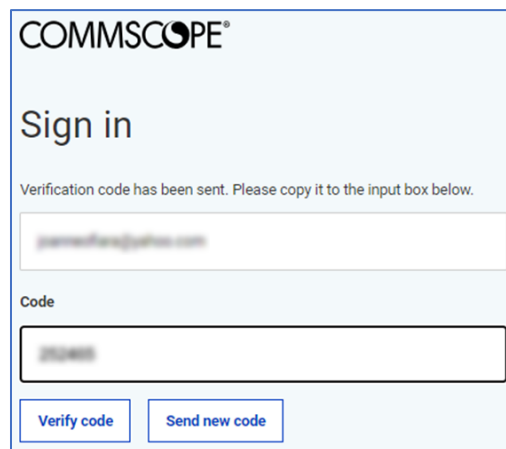 COMMSCOPE®
Sign in
Verification code has been sent. Please copy it to the input box below.
Code
Verify code
Send new code